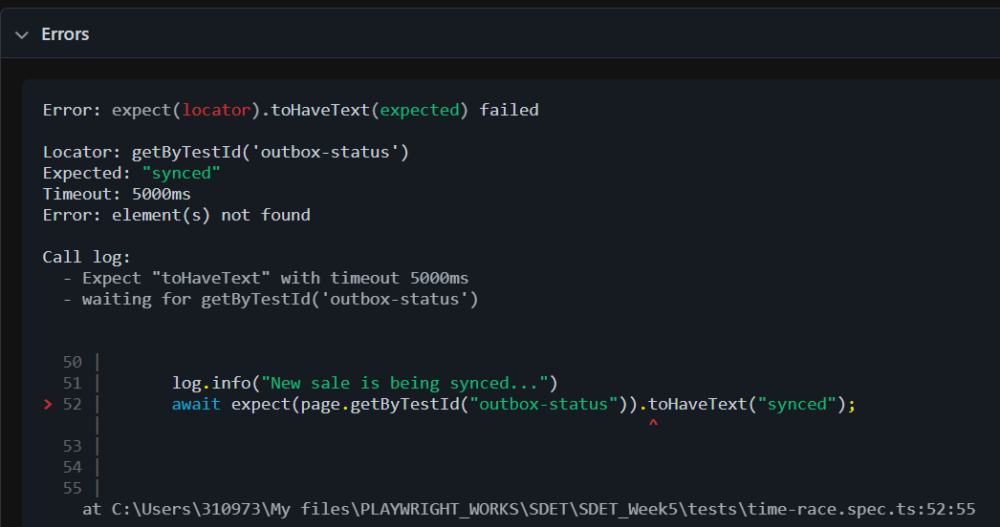 Errors
Error: expect(locator).toHaveText(expected) failed
Locator: getByTestId('outbox-status')
Expected: "synced"
Timeout: 5000ms
Error: element(s) not found
Call log:
  - Expect "toHaveText" with timeout 5000ms
  - waiting for getByTestId('outbox-status')
  50 |
  51 |       log.info("New sale is being synced...")
> 52 |       await expect(page.getByTestId("outbox-status")).toHaveText("synced");
     |                                                       ^
  53 |
  54 |
  55 |
    at C:\Users\310973\My files\PLAYWRIGHT_WORKS\SDET\SDET_Week5\tests\time-race.spec.ts:52:55